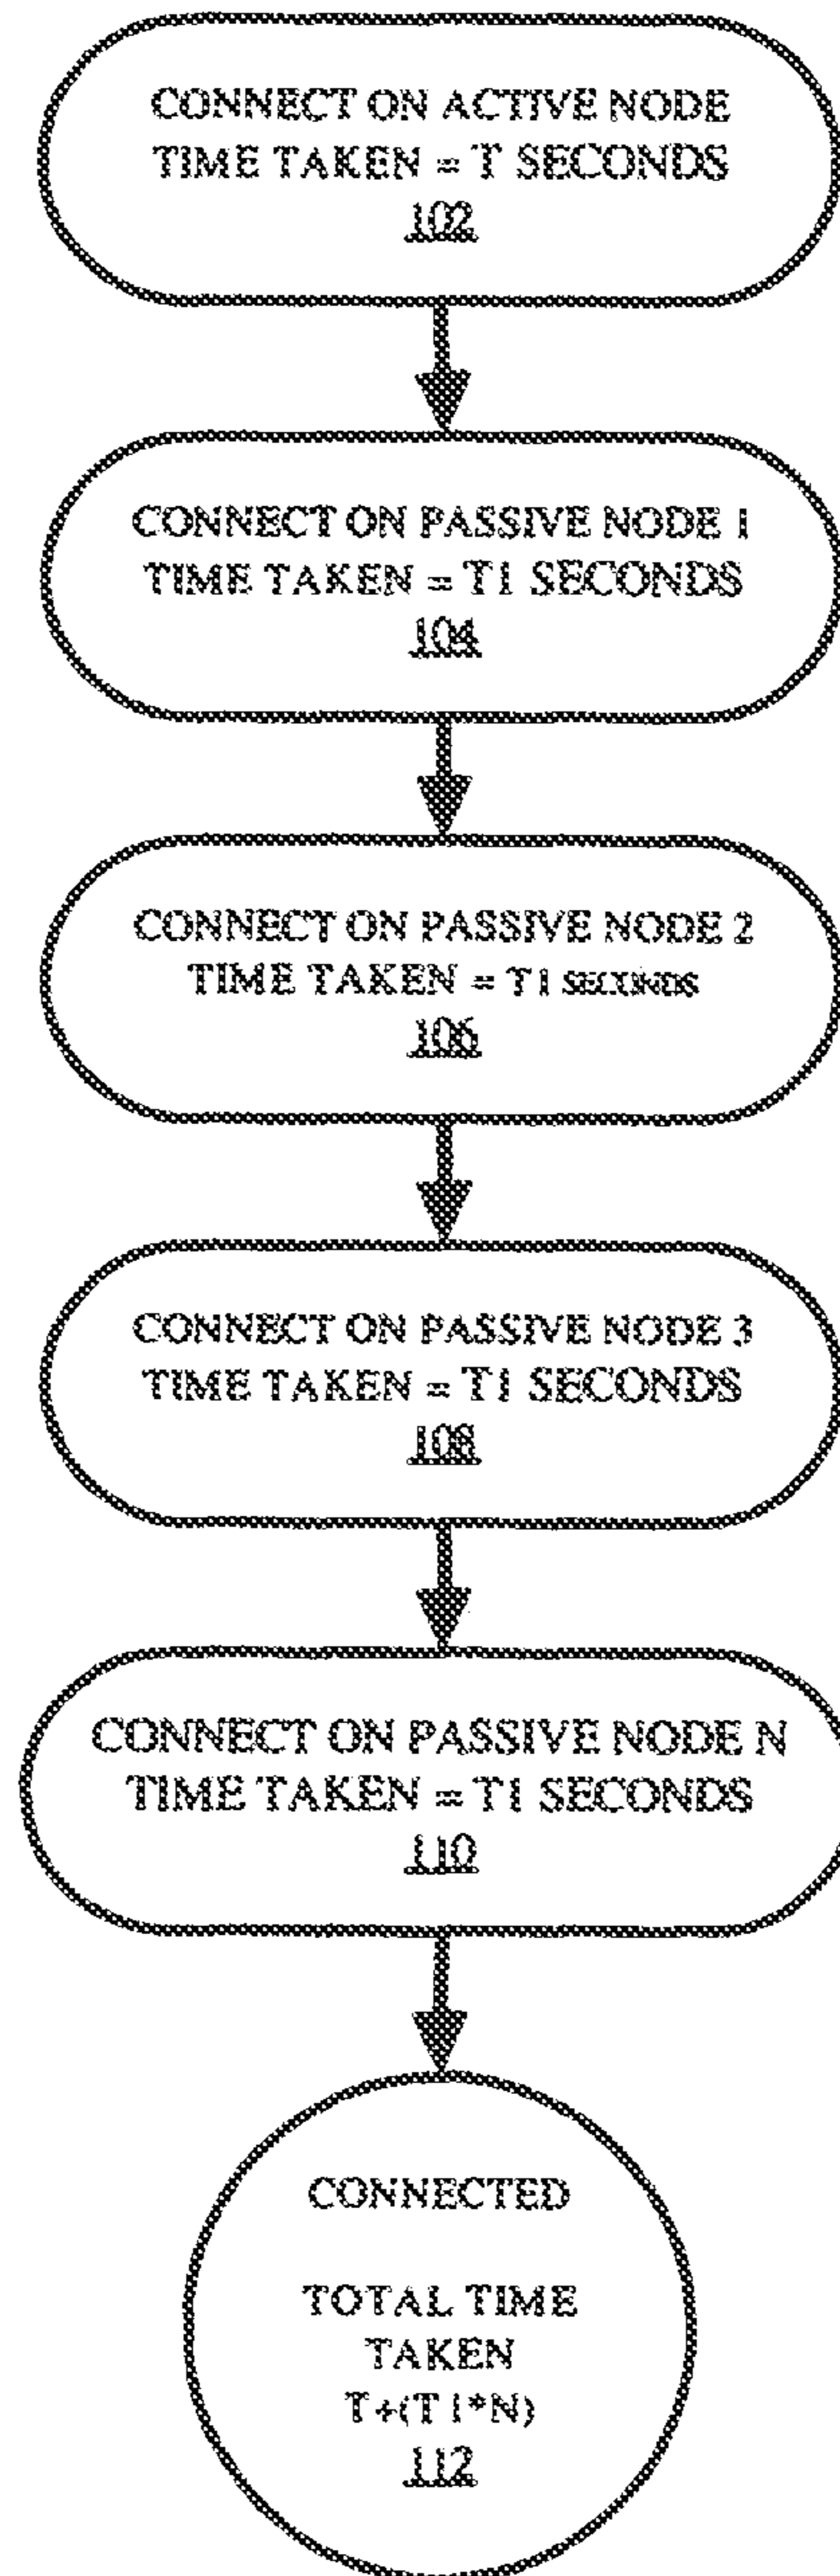 CONNECT ON ACTIVE NODE
TIME TAKEN = T SECONDS
102
CONNECT ON PASSIVE NODE 1
TIME TAKEN = T1 SECONDS
104
CONNECT ON PASSIVE NODE 2
TIME TAKEN = T1 SECONDS
106
CONNECT ON PASSIVE NODE 3
TIME TAKEN = T1 SECONDS
108
CONNECT ON PASSIVE NODE N
TIME TAKEN = T1 SECONDS
110
CONNECTED
TOTAL TIME
TAKEN
T+(T1*N)
112